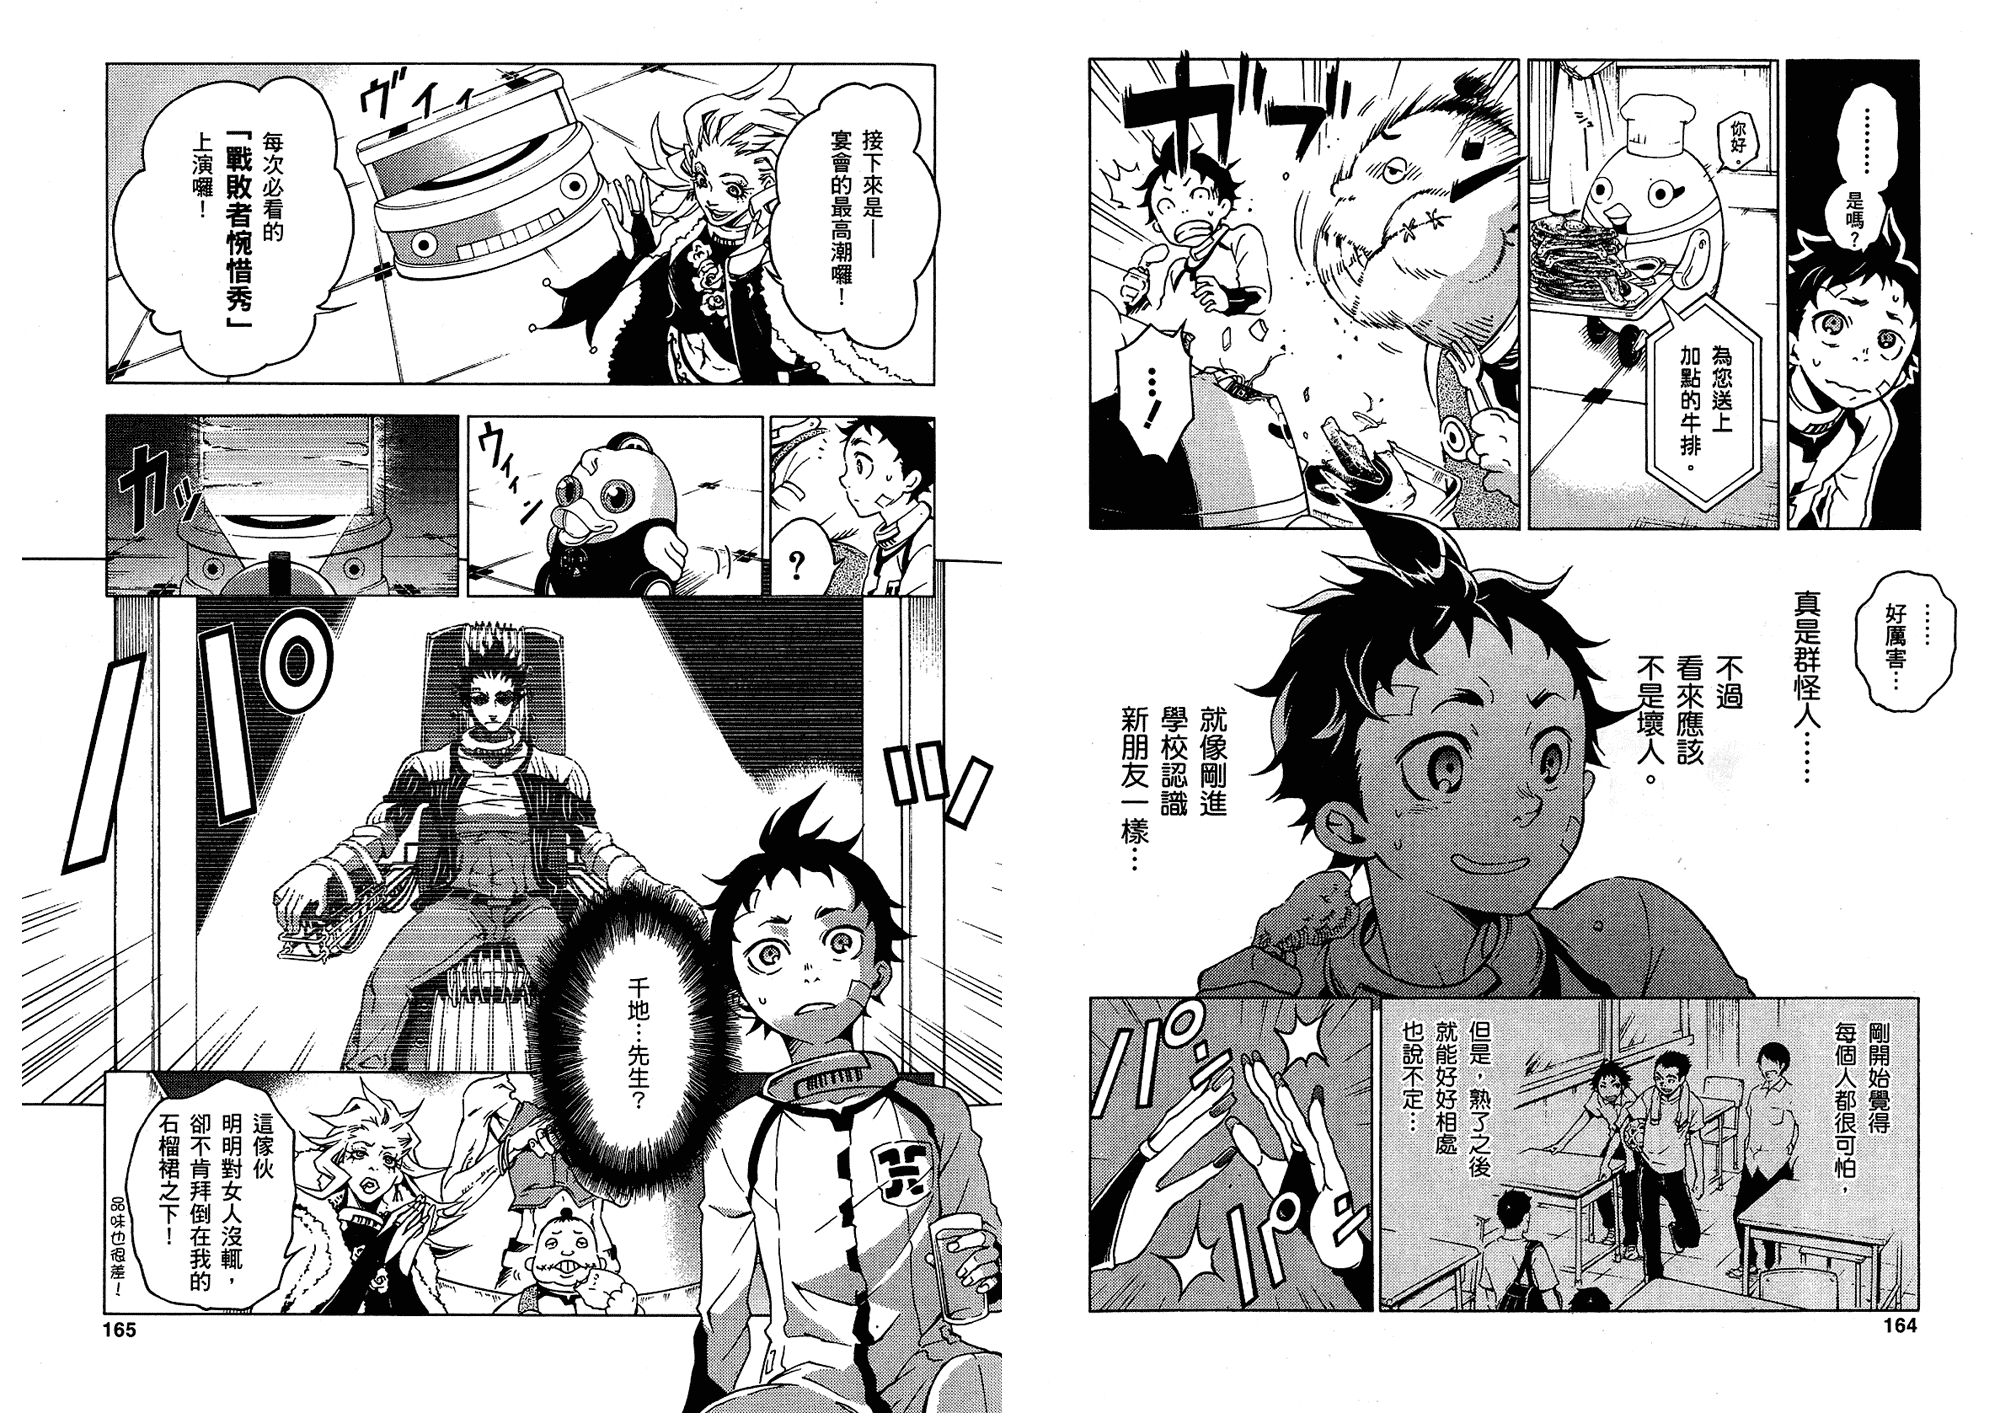 ………
是嗎？
你好。
為您送上
加點的牛排。
ガブッ
…！
……
好厲害…
真是群怪人……
不過
看來應該
不是壞人。
就像剛進
學校認識
新朋友一樣…
剛開始覺得
每個人都很可怕，
但是，熟了之後
就能好好相處
也說不定…
パン
パン
164
接下來是——
宴會的最高潮囉！
ヴィィ
每次必看的
「戰敗者惋惜秀」
上演囉！
？
ウィィン
カッ
千地…先生？
這傢伙
明明對女人沒輒，
卻不肯拜倒在我的
石榴裙之下！
品味也很差！
165